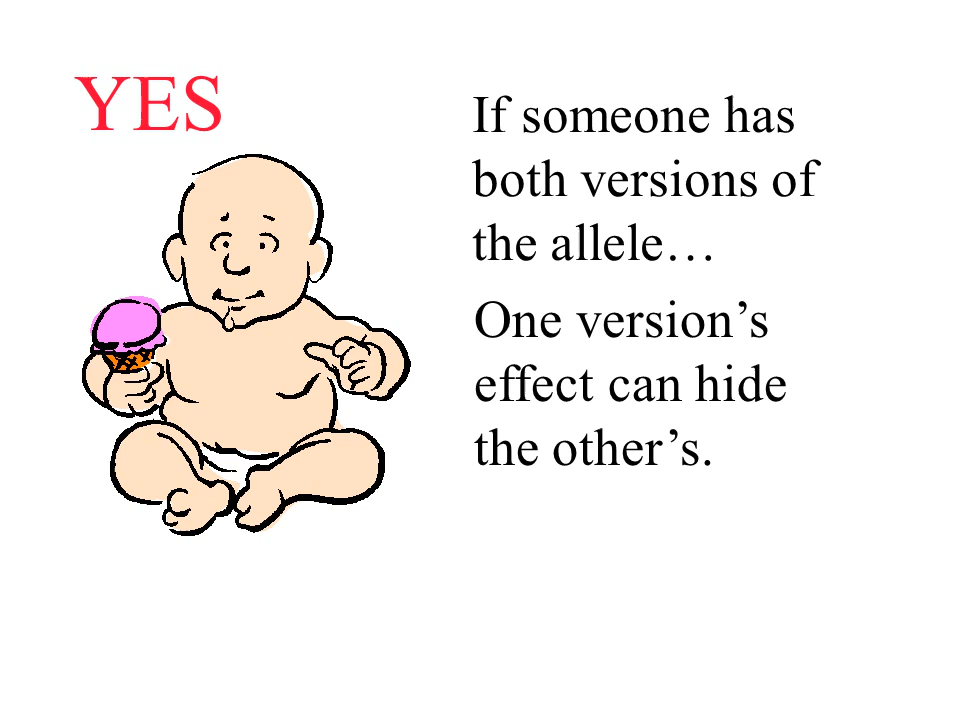 YES
If someone has
both versions of
the allele…
One version’s
effect can hide
the other’s.